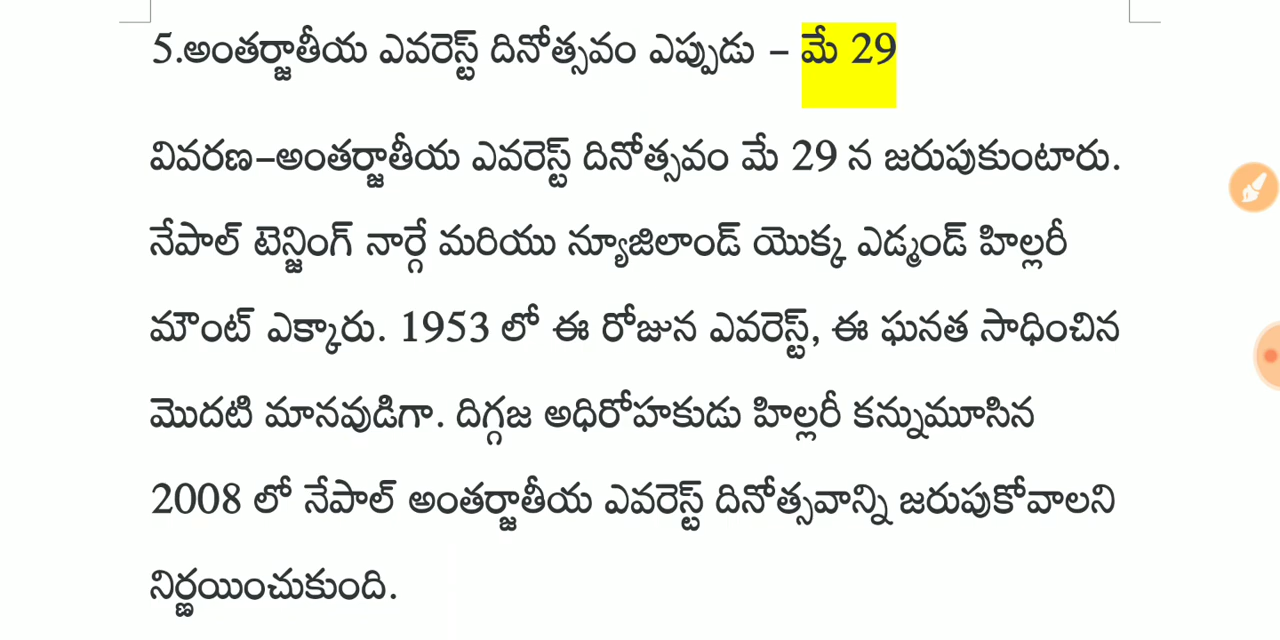 5.అంతర్జాతీయ ఎవరెస్ట్ దినోత్సవం ఎప్పుడు – మే 29
వివరణ–అంతర్జాతీయ ఎవరెస్ట్ దినోత్సవం మే 29 న జరుపుకుంటారు.
నేపాల్ టెన్జింగ్ నార్గే మరియు న్యూజిలాండ్ యొక్క ఎడ్మండ్ హిల్లరీ
మౌంట్ ఎక్కారు. 1953 లో ఈ రోజున ఎవరెస్ట్, ఈ ఘనత సాధించిన
మొదటి మానవుడిగా. దిగ్గజ అధిరోహకుడు హిల్లరీ కన్నుమూసిన
2008 లో నేపాల్ అంతర్జాతీయ ఎవరెస్ట్ దినోత్సవాన్ని జరుపుకోవాలని
నిర్ణయించుకుంది.